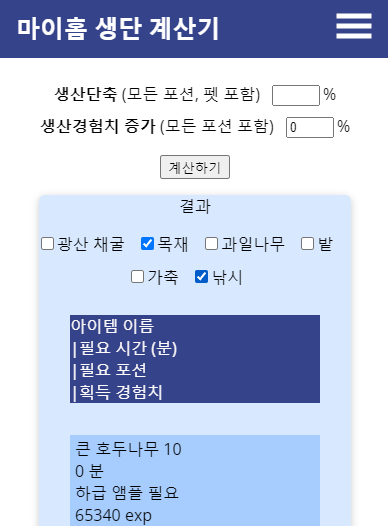 마이홈 생단 계산기
생산단축 (모든 포션, 펫 포함) %
생산경험치 증가 (모든 포션 포함) 0 %
계산하기
결과
광산 채굴 목재 과일나무 밭
가축 낚시
아이템 이름
|필요 시간 (분)
|필요 포션
|획득 경험치
큰 호두나무 10
0 분
하급 앰플 필요
65340 exp